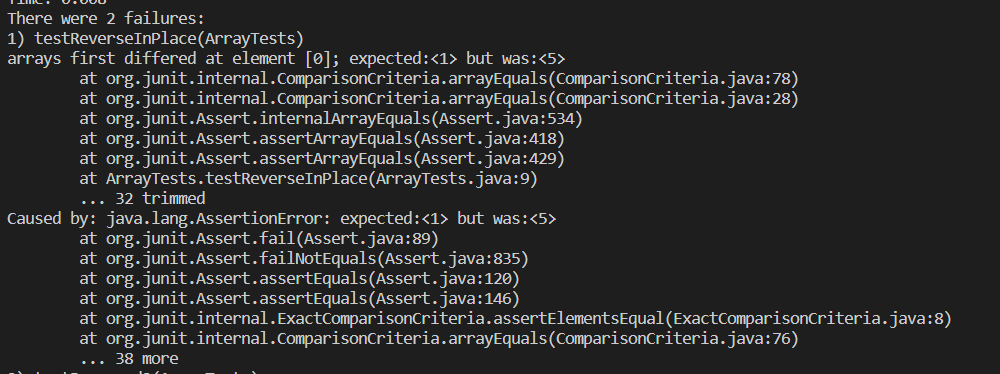 Time: 0.008
There were 2 failures:
1) testReverseInPlace(ArrayTests)
arrays first differed at element [0]; expected:<1> but was:<5>
        at org.junit.internal.ComparisonCriteria.arrayEquals(ComparisonCriteria.java:78)
        at org.junit.internal.ComparisonCriteria.arrayEquals(ComparisonCriteria.java:28)
        at org.junit.Assert.internalArrayEquals(Assert.java:534)
        at org.junit.Assert.assertArrayEquals(Assert.java:418)
        at org.junit.Assert.assertArrayEquals(Assert.java:429)
        at ArrayTests.testReverseInPlace(ArrayTests.java:9)
        ... 32 trimmed
Caused by: java.lang.AssertionError: expected:<1> but was:<5>
        at org.junit.Assert.fail(Assert.java:89)
        at org.junit.Assert.failNotEquals(Assert.java:835)
        at org.junit.Assert.assertEquals(Assert.java:120)
        at org.junit.Assert.assertEquals(Assert.java:146)
        at org.junit.internal.ExactComparisonCriteria.assertElementsEqual(ExactComparisonCriteria.java:8)
        at org.junit.internal.ComparisonCriteria.arrayEquals(ComparisonCriteria.java:76)
        ... 38 more